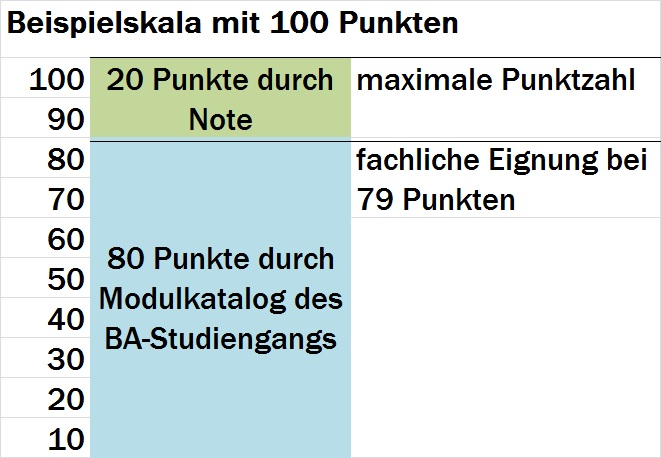 Beispielskala mit 100 Punkten
100 20 Punkte durch maximale Punktzahl
90 Note
80 fachliche Eignung bei
70 79 Punkten
60
80 Punkte durch
50
Modulkatalog des
40
BA-Studiengangs
30
20
10